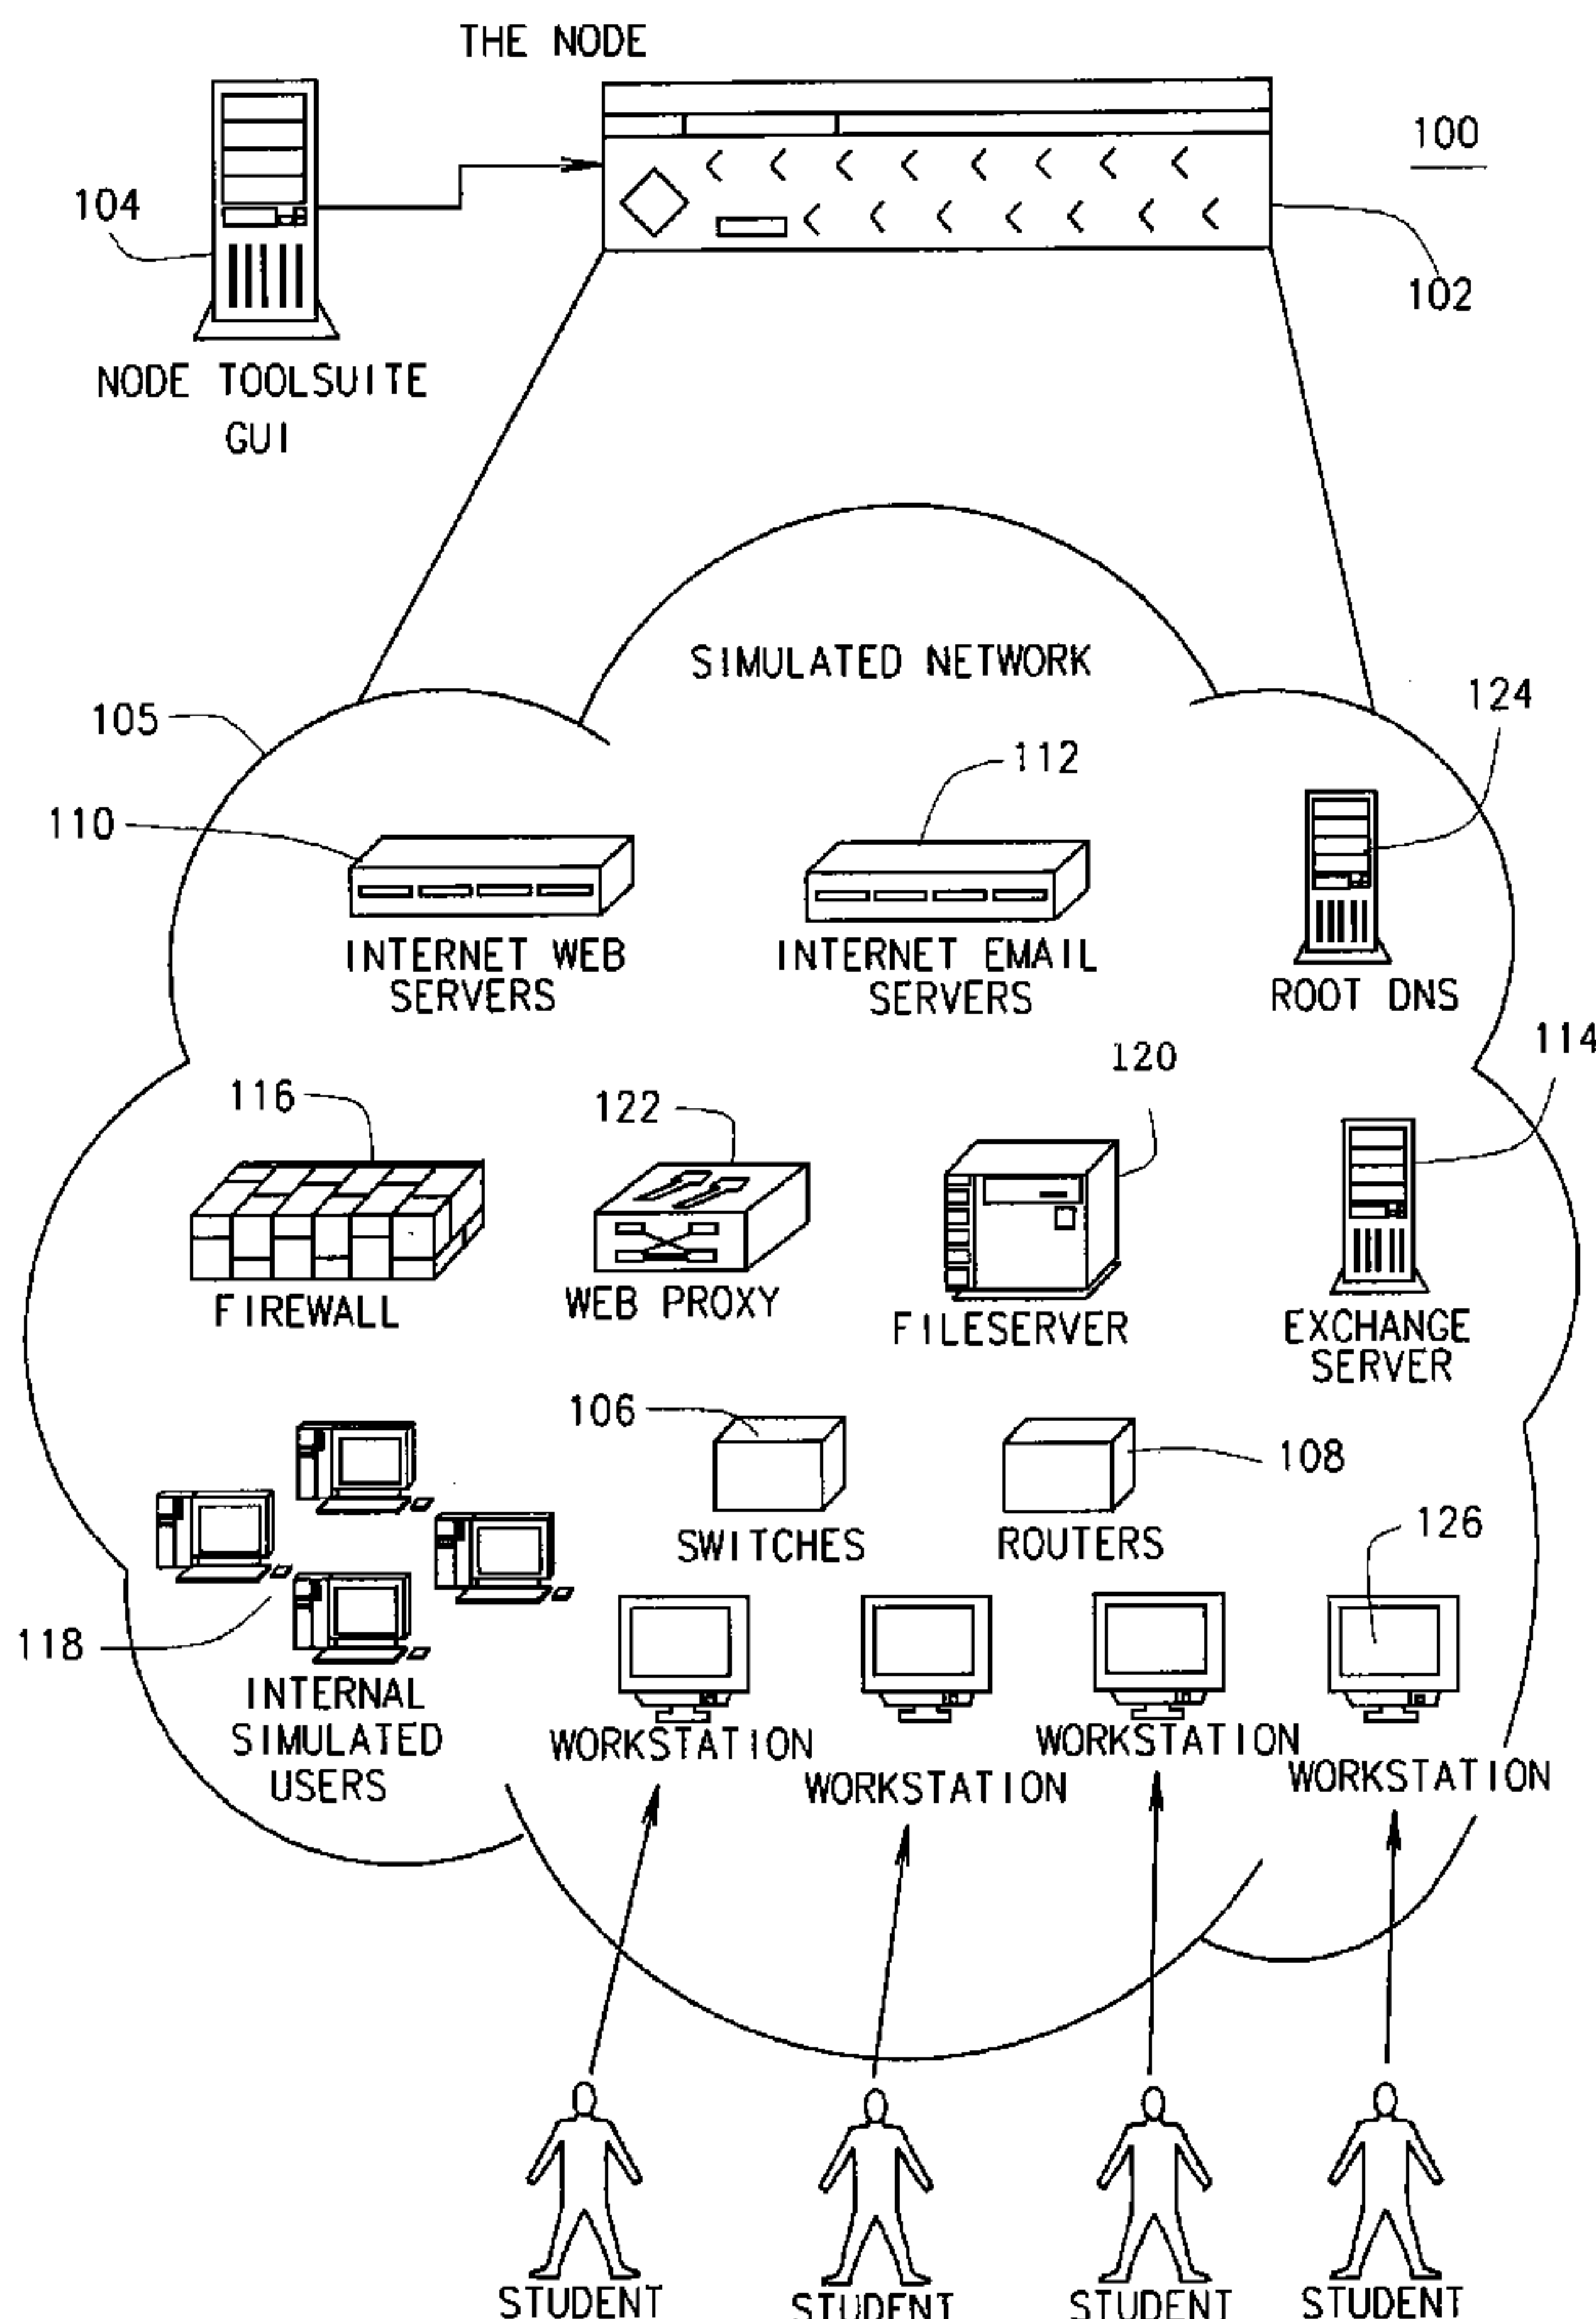 THE NODE
100
104
102
NODE TOOLSUITE
GUI
SIMULATED NETWORK
105
124
112
110
INTERNET WEB
SERVERS
INTERNET EMAIL
SERVERS
ROOT DNS
114
116
122
120
FIREWALL
WEB PROXY
FILESERVER
EXCHANGE
SERVER
106
108
SWITCHES
ROUTERS
126
118
INTERNAL
SIMULATED
USERS
WORKSTATION
WORKSTATION
WORKSTATION
WORKSTATION
STUDENT
STUDENT
STUDENT
STUDENT